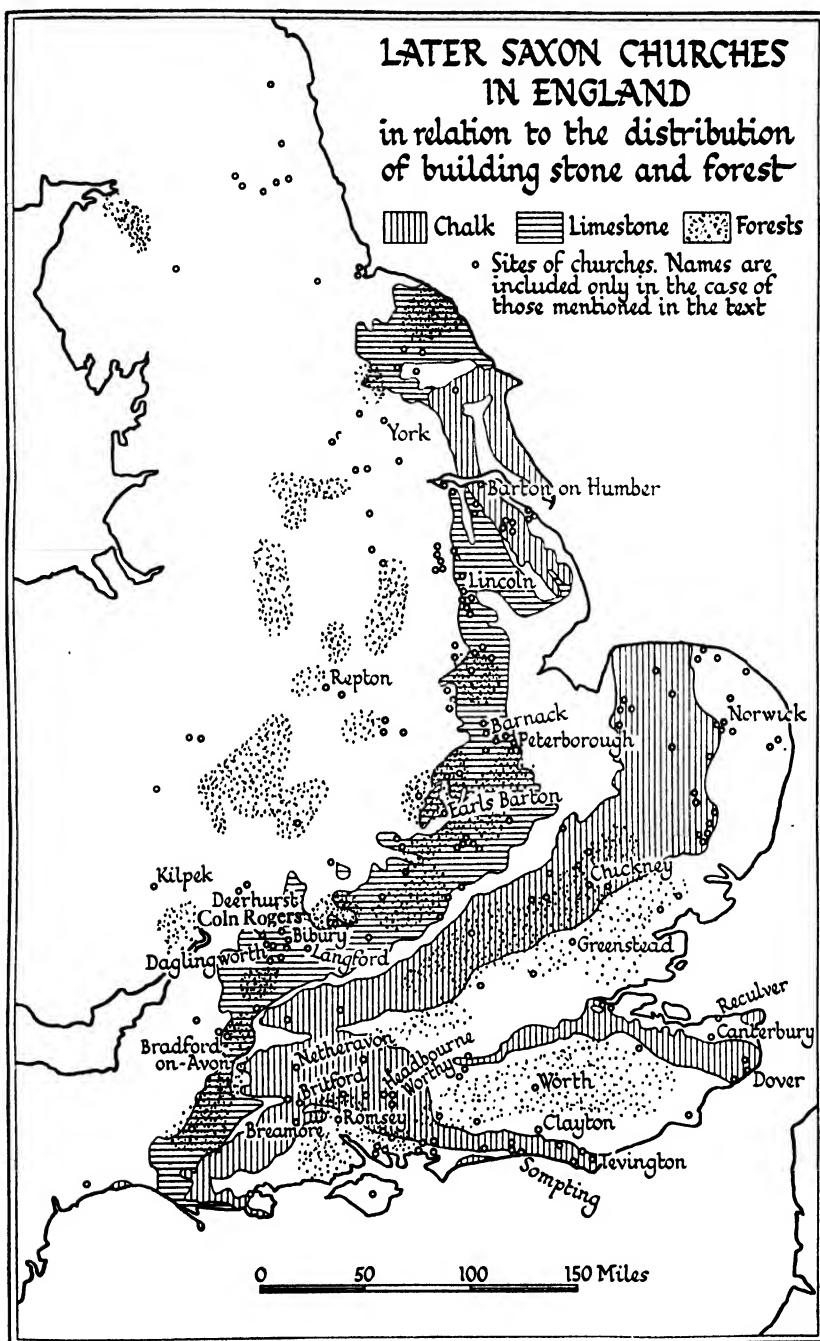 LATER SAXON CHURCHES
IN ENGLAND
in relation to the distribution
of building stone and forest
Chalk
Limestone
Forests
Sites of churches. Names are
included only in the case of
those mentioned in the text
York
Barton on Humber
Lincoln
Repton
Norwick
Barnack
Peterborough
Earls Barton
Chickney
Kilpek
Deerhurst
Coln Rogers
Bibury
Langford
Daglingworth
Greenstead
Reculver
Canterbury
Dover
Bradford
on-Avon
Netheravon
Britford
Headbourne
Worthy
Worth
Romsey
Breamore
Clayton
Tevington
Sompting
0 50 100 150 Miles